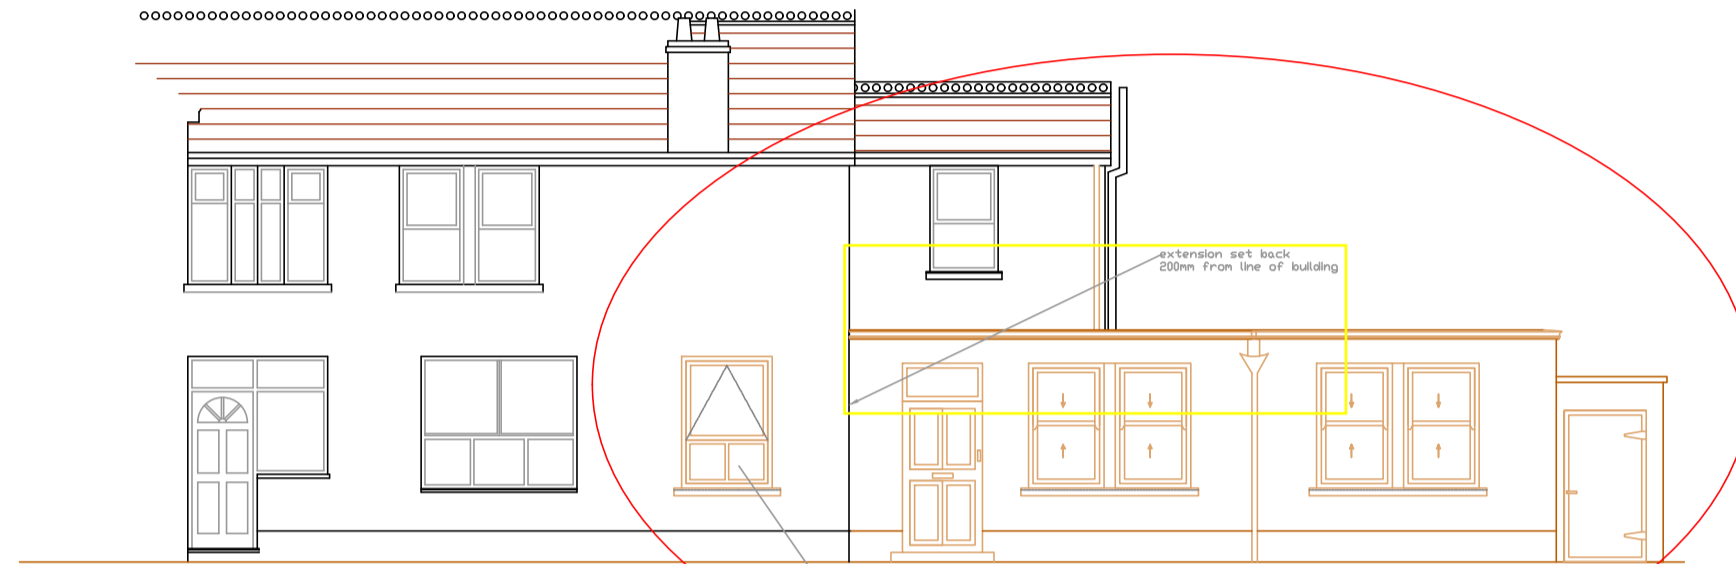 extension set back
200mm from line of building